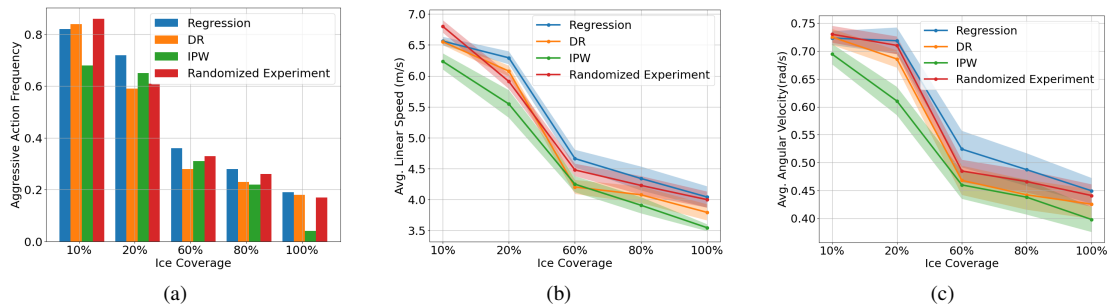 Aggressive Action Frequency
0.8
0.6
0.4
0.2
0.0
Regression
DR
IPW
Randomized Experiment
10% 20% 60% 80% 100%
Ice Coverage
(a)
Avg. Linear Speed (m/s)
7.0
6.5
6.0
5.5
5.0
4.5
4.0
3.5
Regression
DR
IPW
Randomized Experiment
10% 20% 60% 80% 100%
Ice Coverage
(b)
Avg. Angular Velocity(rad/s)
0.75
0.70
0.65
0.60
0.55
0.50
0.45
0.40
Regression
DR
IPW
Randomized Experiment
10% 20% 60% 80% 100%
Ice Coverage
(c)